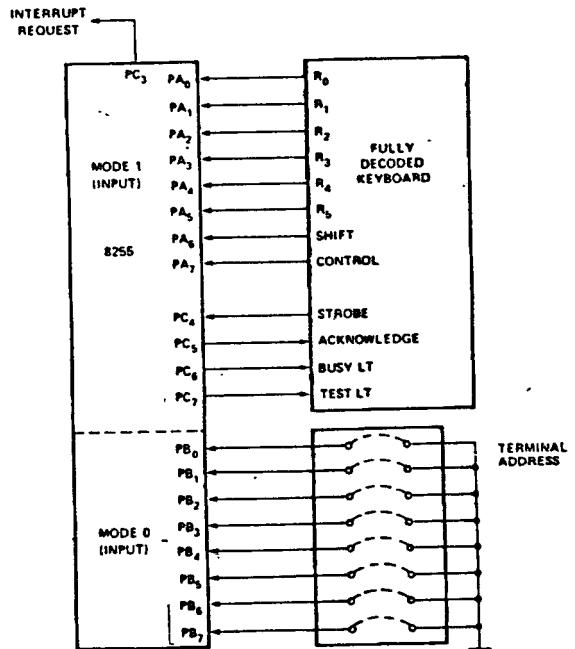 INTERRUPT
REQUEST
PC3
PA0
PA1
PA2
PA3
PA4
PA5
PA6
PA7
MODE 1
(INPUT)
8255
PC4
PC5
PC6
PC7
R0
R1
R2
R3
R4
R5
SHIFT
CONTROL
FULLY
DECODED
KEYBOARD
STROBE
ACKNOWLEDGE
BUSY LT
TEST LT
MODE 0
(INPUT)
PB0
PB1
PB2
PB3
PB4
PB5
PB6
PB7
TERMINAL
ADDRESS